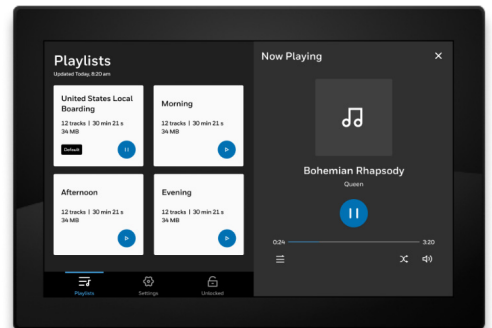 Playlists
Updated Today, 8:20 am
United States Local
Boarding
12 tracks | 30 min 21 s
34 MB
Default
Morning
12 tracks | 30 min 21 s
34 MB
Afternoon
12 tracks | 30 min 21 s
34 MB
Evening
12 tracks | 30 min 21 s
34 MB
Playlists
Settings
Unlocked
Now Playing
Bohemian Rhapsody
Queen
0:24
3:20